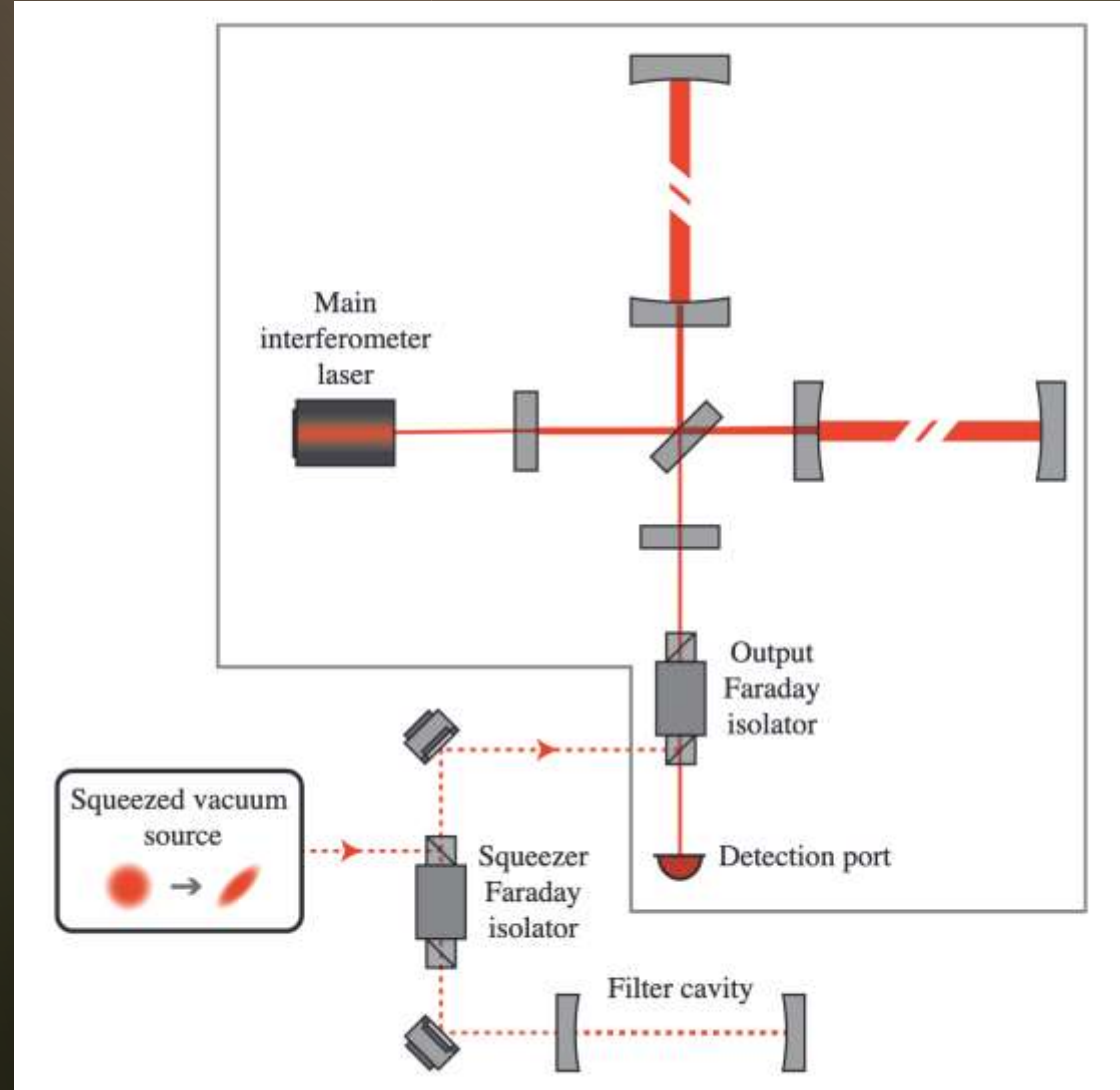 Main
interferometer
laser
Output
Faraday
isolator
Squeezed vacuum
source
Squeezer
Faraday
isolator
Detection port
Filter cavity